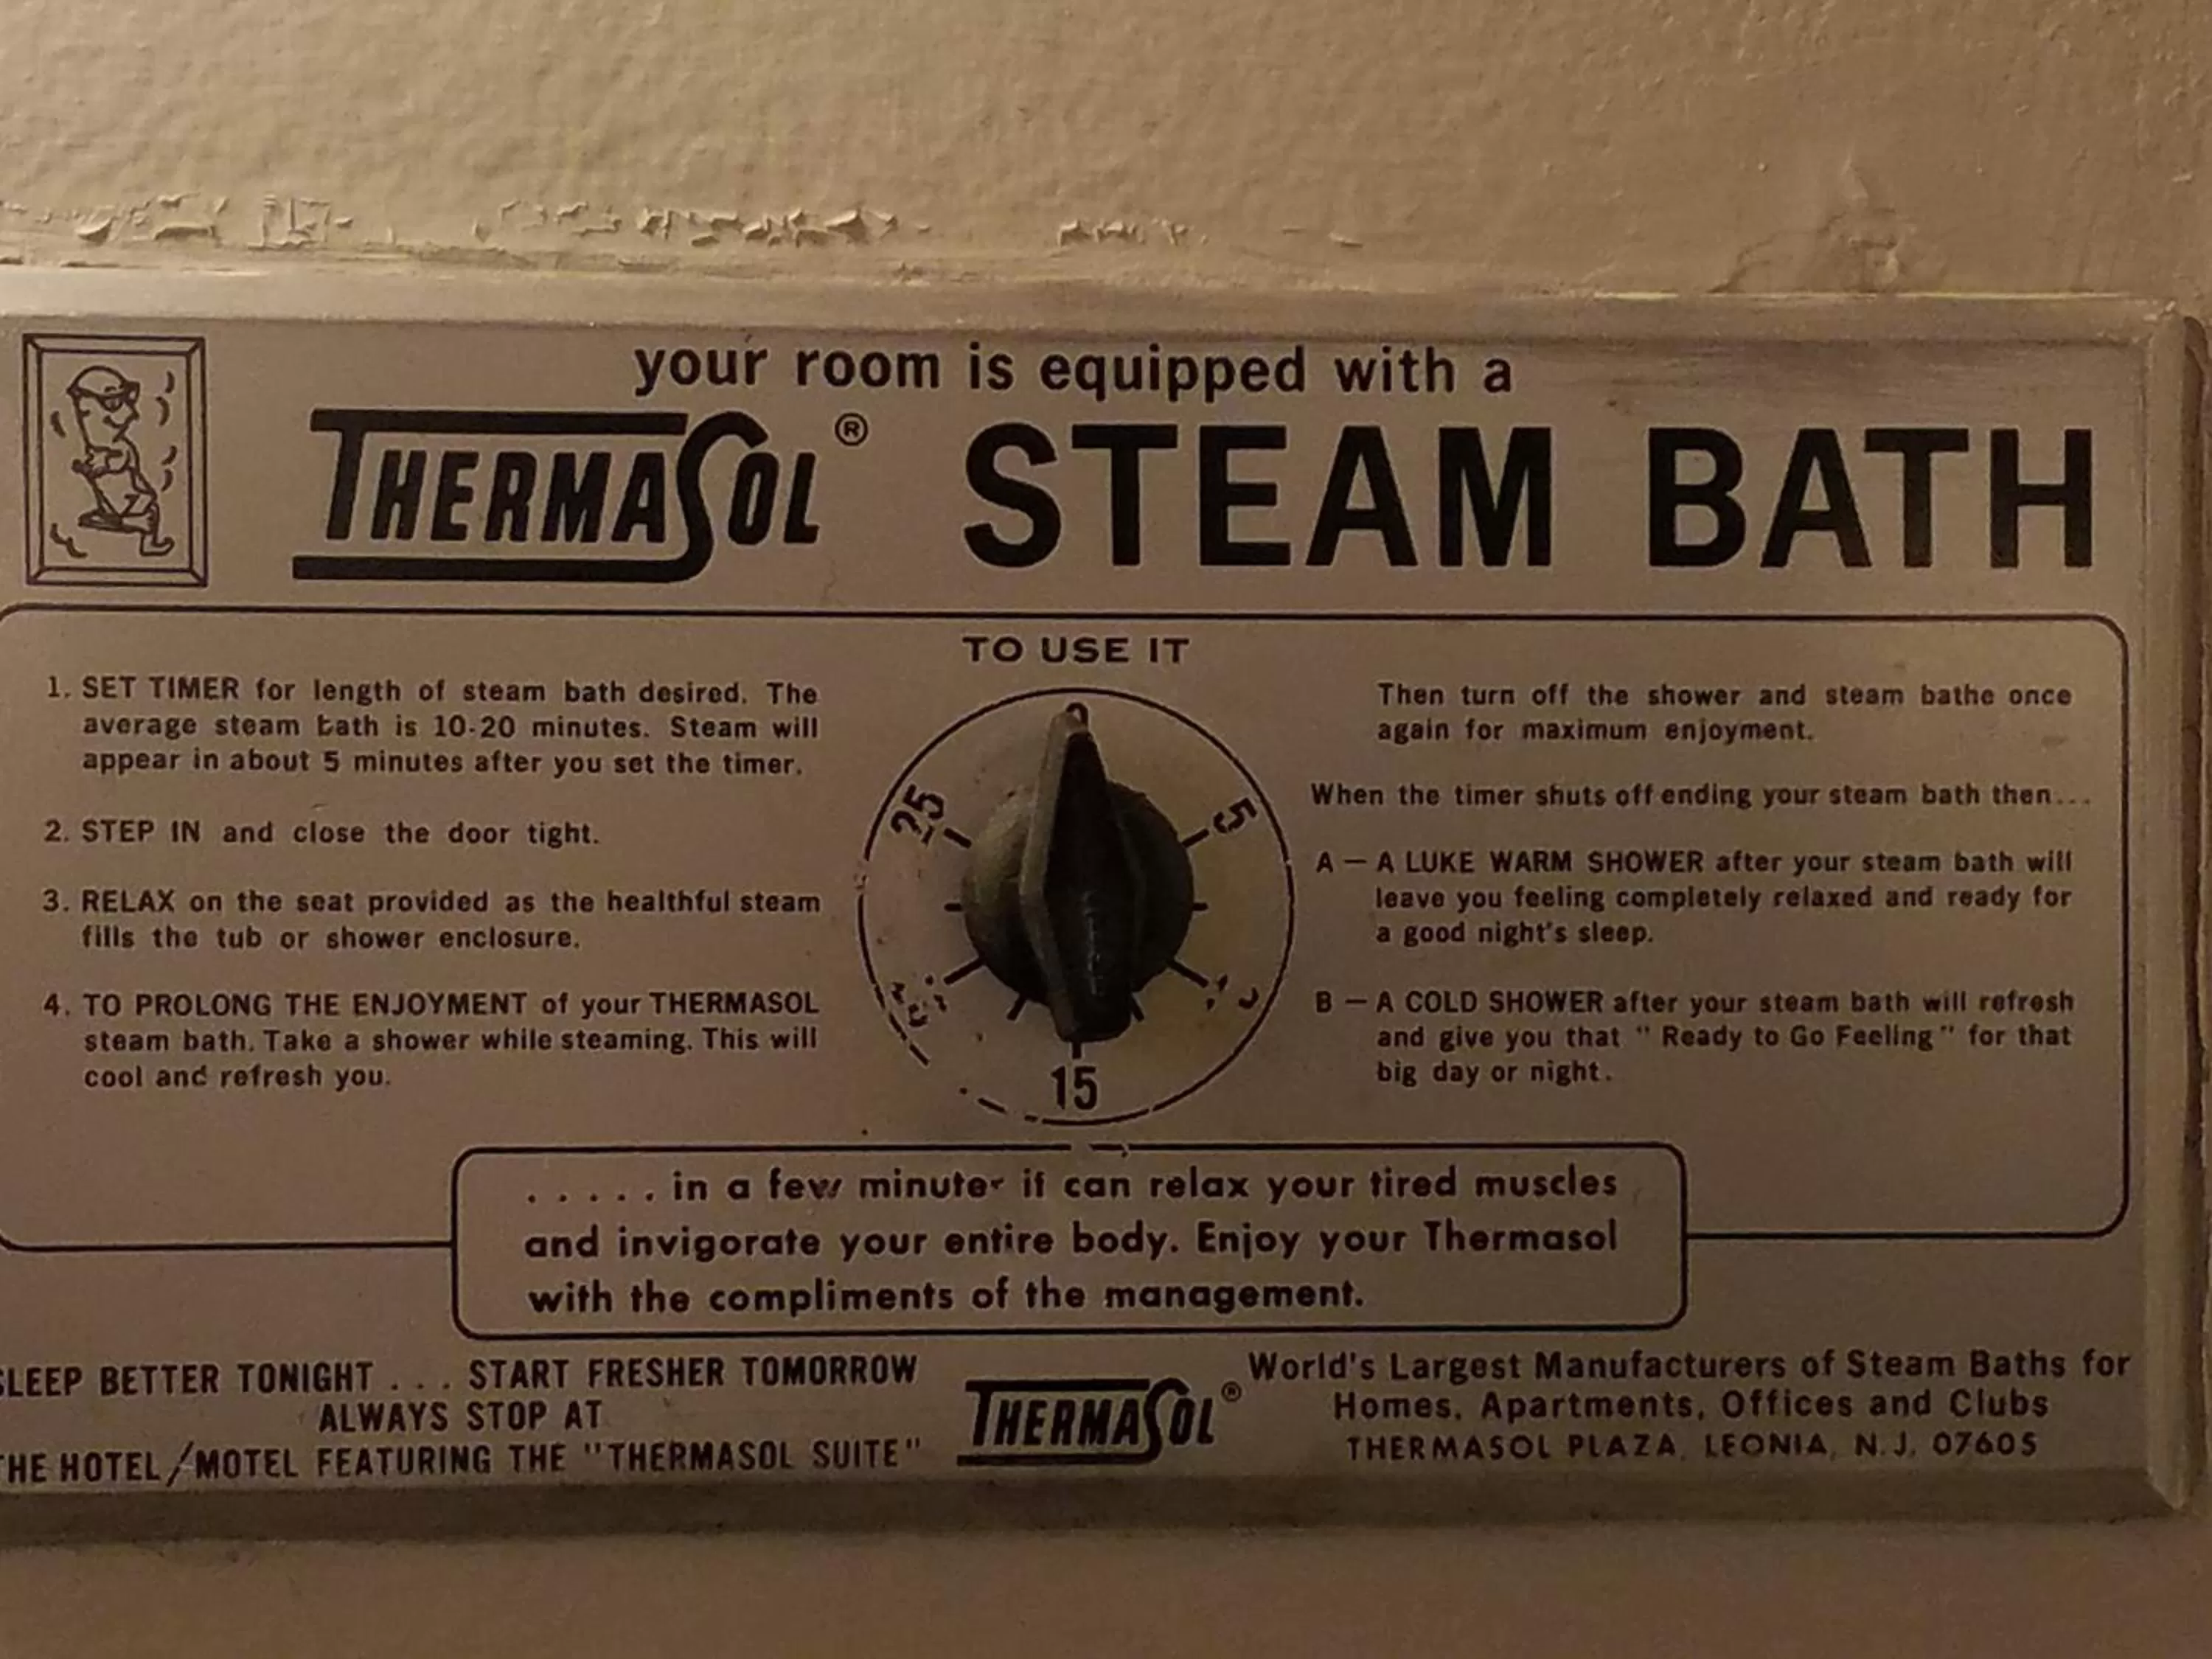 your room is equipped with a
THERMASOL® STEAM BATH
TO USE IT
1. SET TIMER for length of steam bath desired. The
average steam bath is 10-20 minutes. Steam will
appear in about 5 minutes after you set the timer.
2. STEP IN and close the door tight.
3. RELAX on the seat provided as the healthful steam
fills the tub or shower enclosure.
4. TO PROLONG THE ENJOYMENT of your THERMASOL
steam bath. Take a shower while steaming. This will
cool and refresh you.
0
5
15
25
Then turn off the shower and steam bathe once
again for maximum enjoyment.
When the timer shuts off ending your steam bath then...
A — A LUKE WARM SHOWER after your steam bath will
leave you feeling completely relaxed and ready for
a good night's sleep.
B — A COLD SHOWER after your steam bath will refresh
and give you that "Ready to Go Feeling" for that
big day or night.
..... in a few minutes it can relax your tired muscles
and invigorate your entire body. Enjoy your Thermasol
with the compliments of the management.
SLEEP BETTER TONIGHT ... START FRESHER TOMORROW
ALWAYS STOP AT
THE HOTEL/MOTEL FEATURING THE "THERMASOL SUITE"
THERMASOL®
World's Largest Manufacturers of Steam Baths for
Homes, Apartments, Offices and Clubs
THERMASOL PLAZA, LEONIA, N.J. 07605